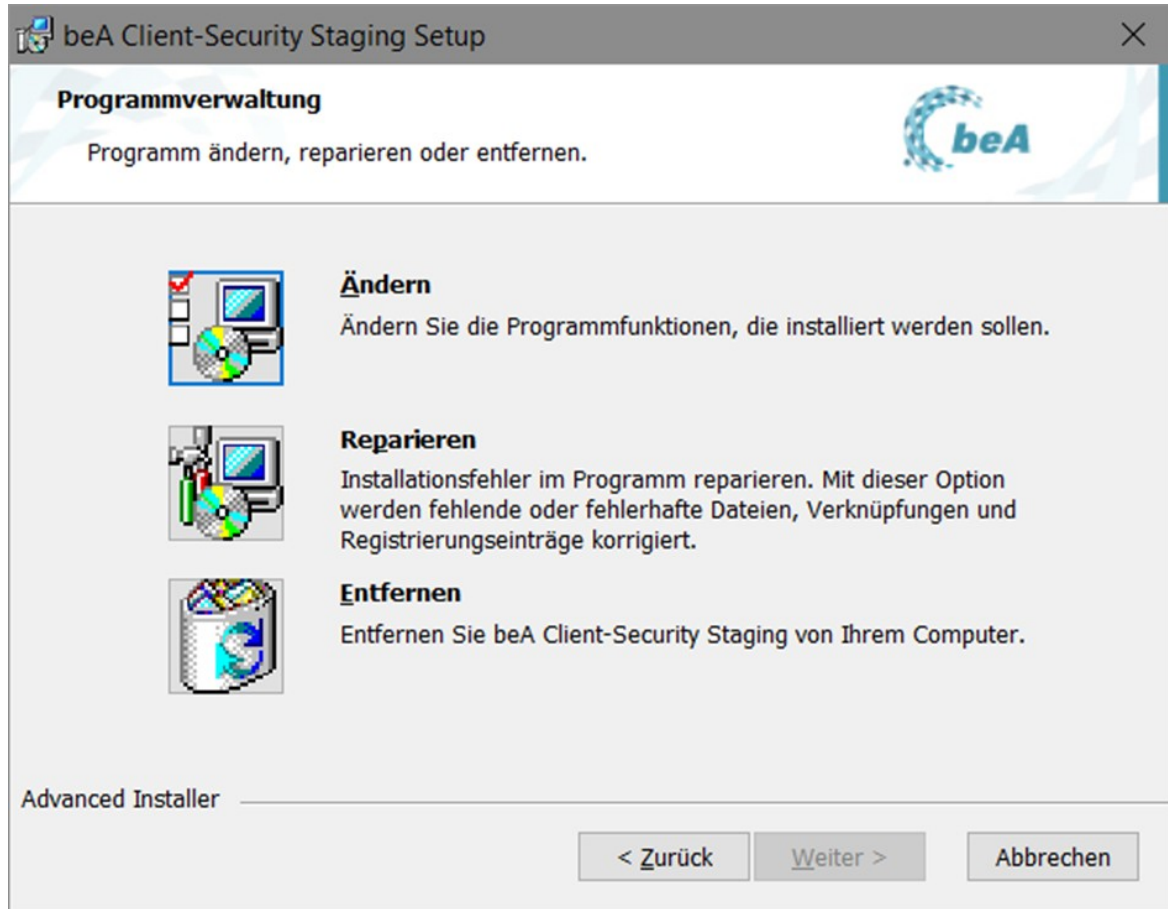 beA Client-Security Staging Setup
Programmverwaltung
Programm ändern, reparieren oder entfernen.
beA
Ändern
Ändern Sie die Programmfunktionen, die installiert werden sollen.
Reparieren
Installationsfehler im Programm reparieren. Mit dieser Option
werden fehlende oder fehlerhafte Dateien, Verknüpfungen und
Registrierungseinträge korrigiert.
Entfernen
Entfernen Sie beA Client-Security Staging von Ihrem Computer.
Advanced Installer
< Zurück
Weiter >
Abbrechen